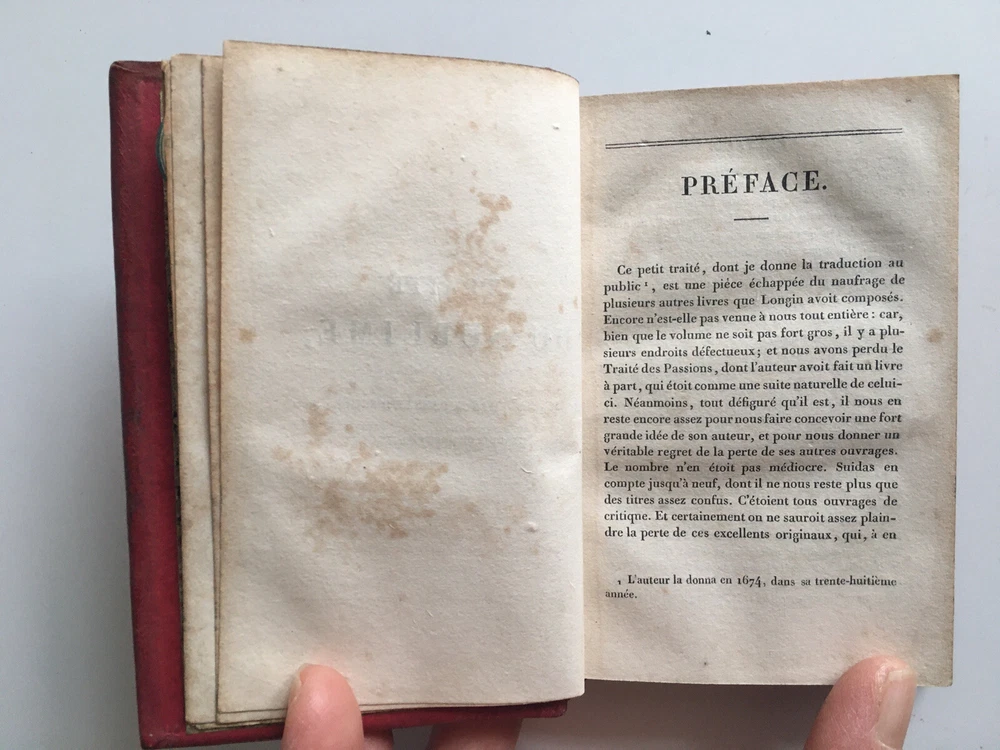 PRÉFACE.
Ce petit traité, dont je donne la traduction au
public ¹, est une pièce échappée du naufrage de
plusieurs autres livres que Longin avoit composés.
Encore n'est-elle pas venue à nous tout entière : car,
bien que le volume ne soit pas fort gros, il y a plu-
sieurs endroits défectueux; et nous avons perdu le
Traité des Passions, dont l'auteur avoit fait un livre
à part, qui étoit comme une suite naturelle de celui-
ci. Néanmoins, tout défiguré qu'il est, il nous en
reste encore assez pour nous faire concevoir une fort
grande idée de son auteur, et pour nous donner un
véritable regret de la perte de ses autres ouvrages.
Le nombre n'en étoit pas médiocre. Suidas en
compte jusqu'à neuf, dont il ne nous reste plus que
des titres assez confus. C'étoient tous ouvrages de
critique. Et certainement on ne sauroit assez plain-
dre la perte de ces excellents originaux, qui, à en
¹ L'auteur la donna en 1674, dans sa trente-huitième
année.